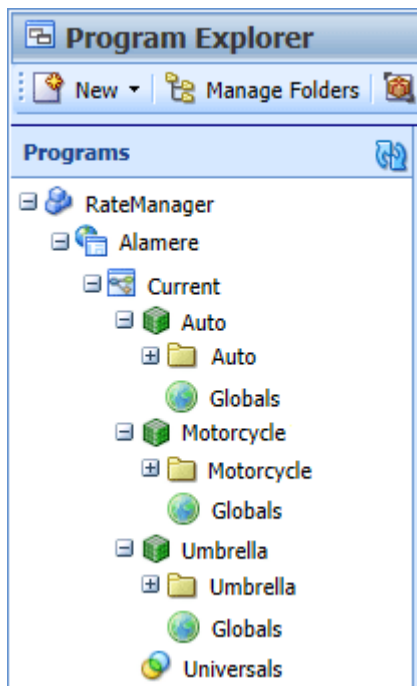 Program Explorer
New Manage Folders
Programs
RateManager
Alamere
Current
Auto
Auto
Globals
Motorcycle
Motorcycle
Globals
Umbrella
Umbrella
Globals
Universals